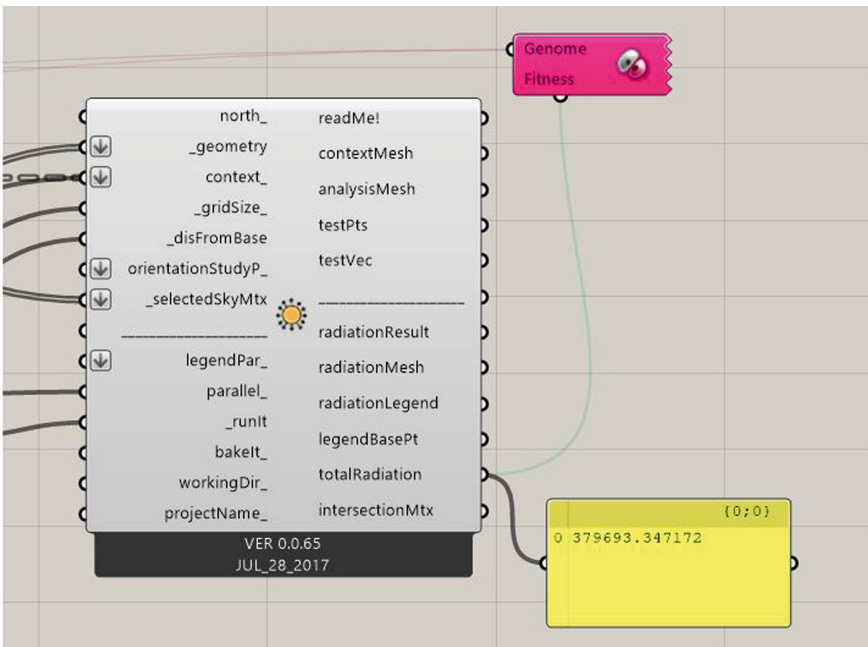 Genome
Fitness
north_
_geometry
context_
_gridSize_
_disFromBase
orientationStudyP_
_selectedSkyMtx
____________________
legendPar_
parallel_
_runIt
bakeIt_
workingDir_
projectName_
readMe!
contextMesh
analysisMesh
testPts
testVec
____________________
radiationResult
radiationMesh
radiationLegend
legendBasePt
totalRadiation
intersectionMtx
VER 0.0.65
JUL_28_2017
{0;0}
0 379693.347172